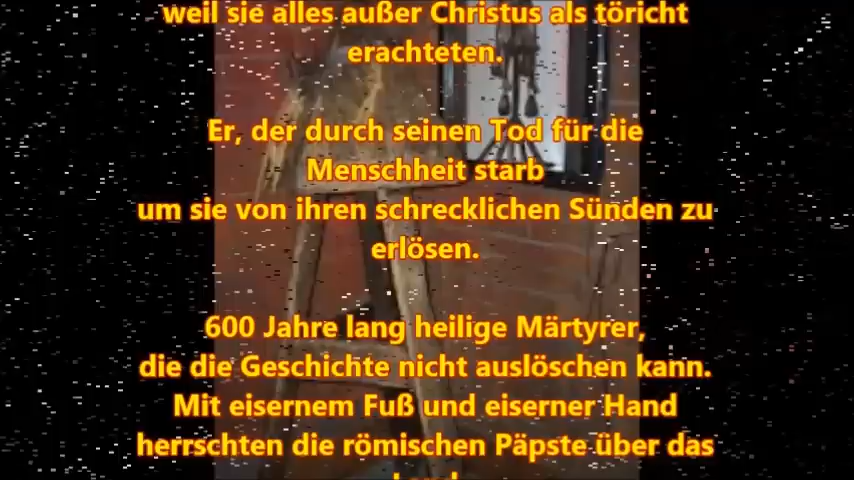 weil sie alles außer Christus als töricht
erachteten.
Er, der durch seinen Tod für die
Menschheit starb
um sie von ihren schrecklichen Sünden zu
erlösen.
600 Jahre lang heilige Märtyrer,
die die Geschichte nicht auslöschen kann.
Mit eisernem Fuß und eiserner Hand
herrschten die römischen Päpste über das